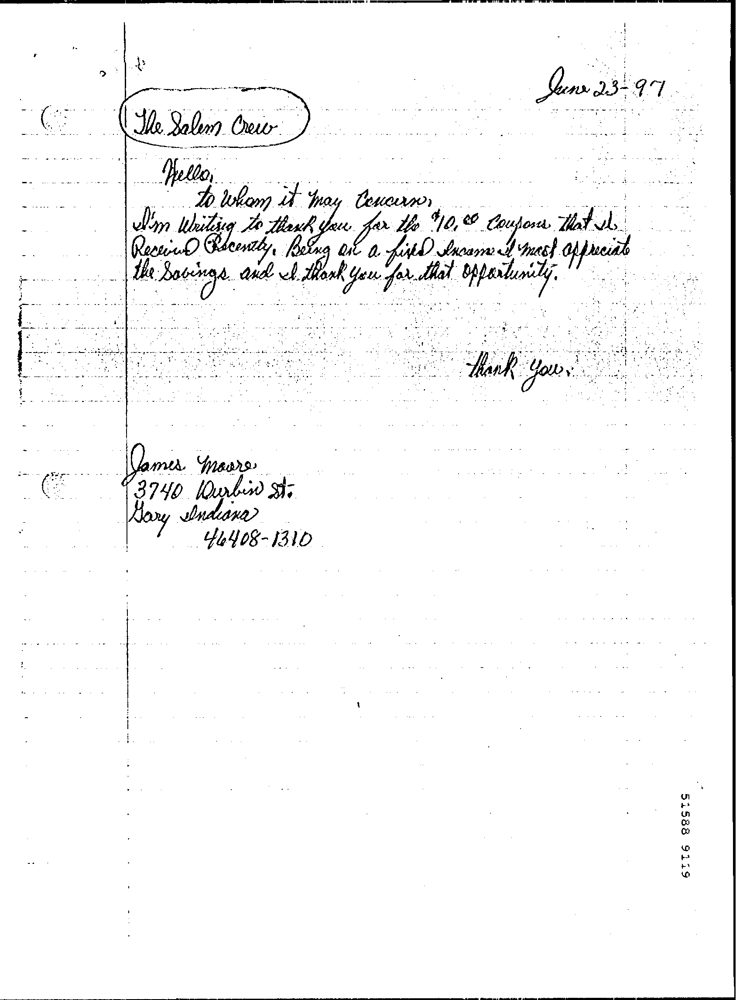 June 23-97
The Salem Crew
Hello,
to Whom it may Concern,
I'm Writing to thank you for the $10.00 Coupons that I
Received Recently. Being on a fixed Income I most appreciate
the Savings and I thank you for that opportunity.
thank you.
James Moore
3740 Durbin St.
Gary Indiana
46408-1310
51588 9119